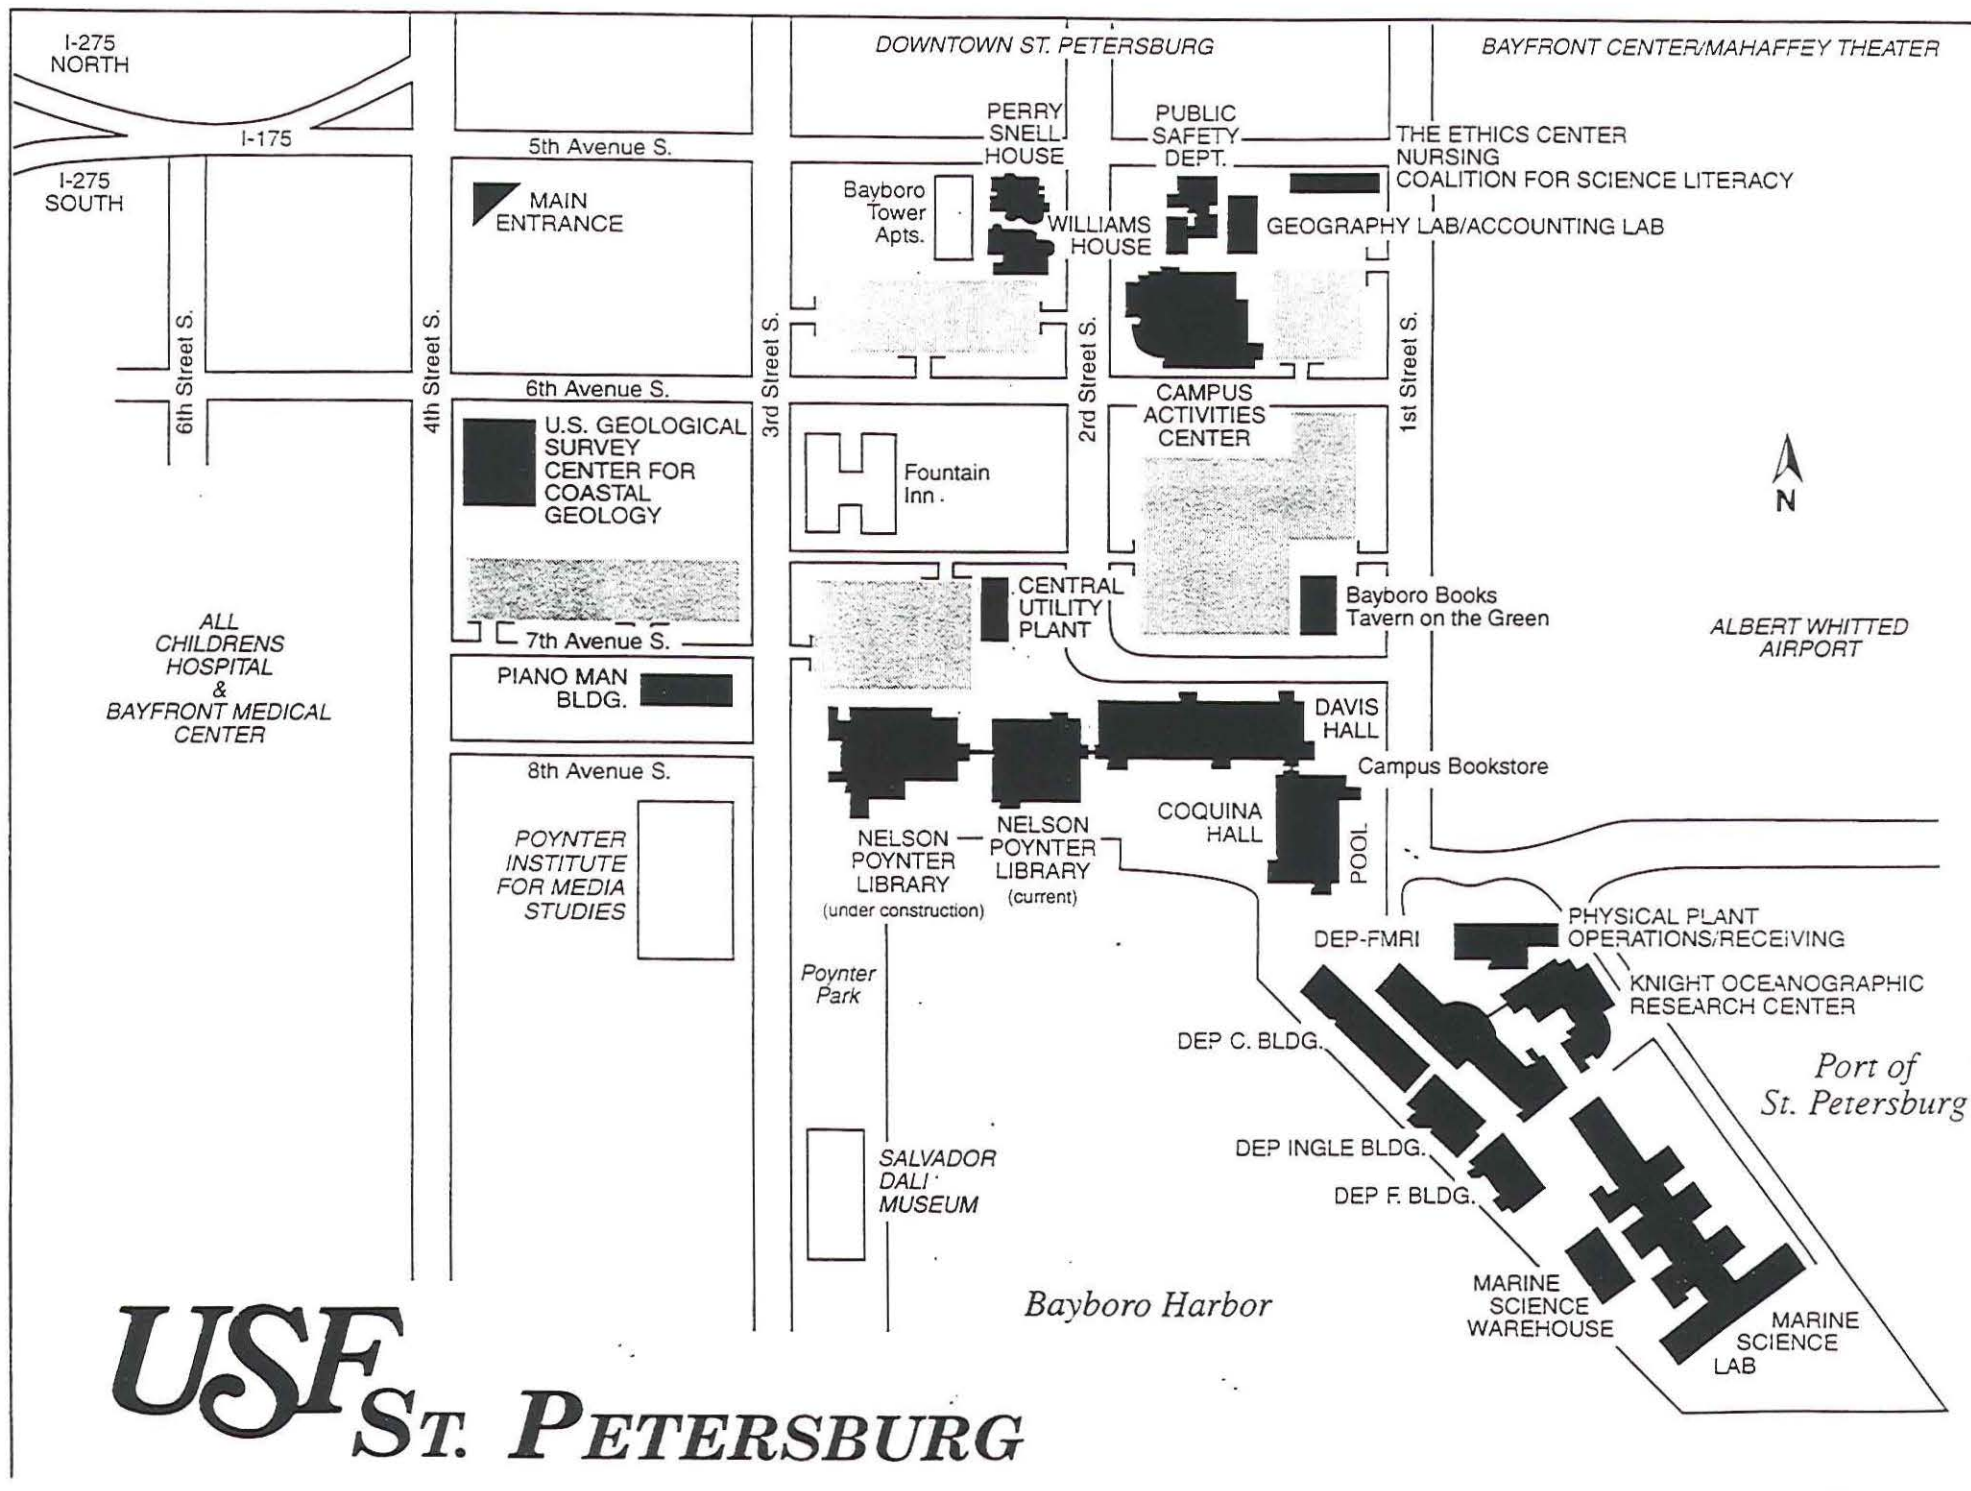 I-275
NORTH
DOWNTOWN ST. PETERSBURG
BAYFRONT CENTER/MAHAFFEY THEATER
I-175
I-275
SOUTH
5th Avenue S.
PERRY
SNELL
HOUSE
PUBLIC
SAFETY
DEPT.
THE ETHICS CENTER
NURSING
COALITION FOR SCIENCE LITERACY
MAIN
ENTRANCE
Bayboro
Tower
Apts.
WILLIAMS
HOUSE
GEOGRAPHY LAB/ACCOUNTING LAB
6th Street S.
4th Street S.
3rd Street S.
2nd Street S.
1st Street S.
6th Avenue S.
CAMPUS
ACTIVITIES
CENTER
U.S. GEOLOGICAL
SURVEY
CENTER FOR
COASTAL
GEOLOGY
Fountain
Inn
N
CENTRAL
UTILITY
PLANT
Bayboro Books
Tavern on the Green
ALBERT WHITTED
AIRPORT
ALL
CHILDRENS
HOSPITAL
&
BAYFRONT MEDICAL
CENTER
7th Avenue S.
PIANO MAN
BLDG.
DAVIS
HALL
8th Avenue S.
Campus Bookstore
COQUINA
HALL
POOL
POYNTER
INSTITUTE
FOR MEDIA
STUDIES
NELSON
POYNTER
LIBRARY
(under construction)
NELSON
POYNTER
LIBRARY
(current)
PHYSICAL PLANT
OPERATIONS/RECEIVING
DEP-FMRI
Poynter
Park
KNIGHT OCEANOGRAPHIC
RESEARCH CENTER
DEP C. BLDG.
Port of
St. Petersburg
DEP INGLE BLDG.
DEP F. BLDG.
SALVADOR
DALI
MUSEUM
Bayboro Harbor
MARINE
SCIENCE
WAREHOUSE
MARINE
SCIENCE
LAB
USF
ST. PETERSBURG